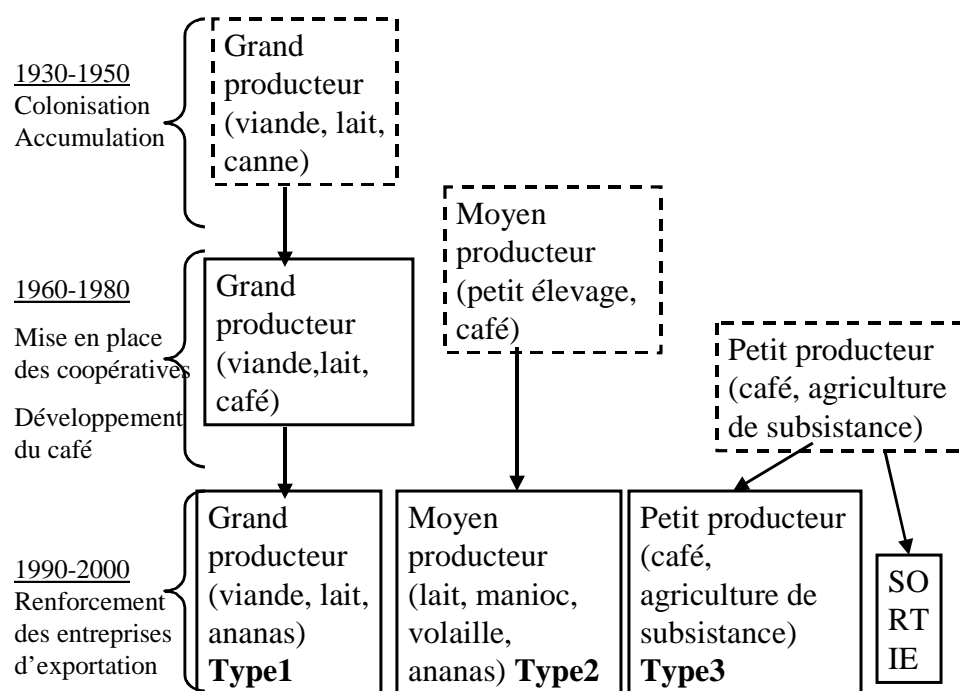 1930-1950
Colonisation
Accumulation
Grand
producteur
(viande, lait,
canne)
1960-1980
Mise en place
des coopératives
Développement
du café
Grand
producteur
(viande,lait,
café)
Moyen
producteur
(petit élevage,
café)
Petit producteur
(café, agriculture
de subsistance)
1990-2000
Renforcement
des entreprises
d’exportation
Grand
producteur
(viande, lait,
ananas)
Type1
Moyen
producteur
(lait, manioc,
volaille,
ananas) Type2
Petit producteur
(café,
agriculture de
subsistance)
Type3
SO
RT
IE